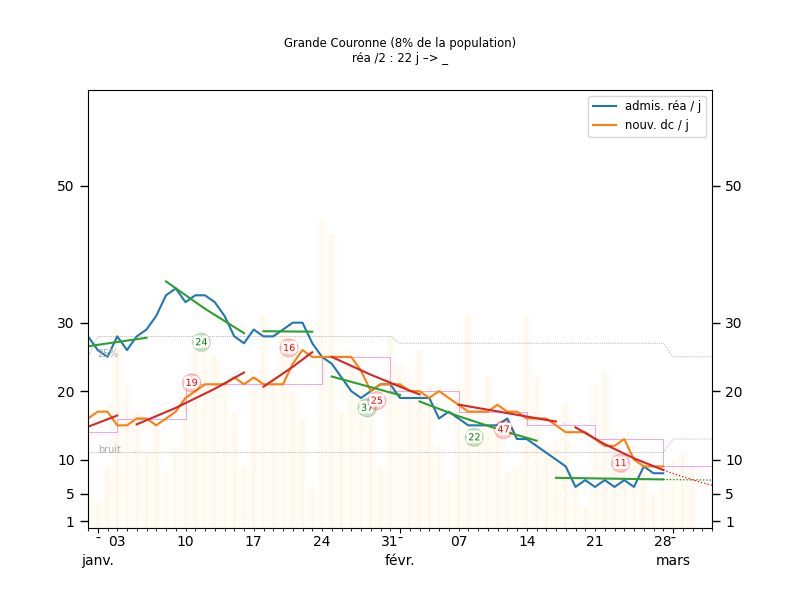 Grande Couronne (8% de la population)
réa /2 : 22 j –> _
admis. réa / j
nouv. dc / j
50 50
30 30
25%
24
16
19
20 20
37 25
22 47
bruit
11
10 10
5 5
1 1
- 03 10 17 24 31- 07 14 21 28-
janv. févr. mars